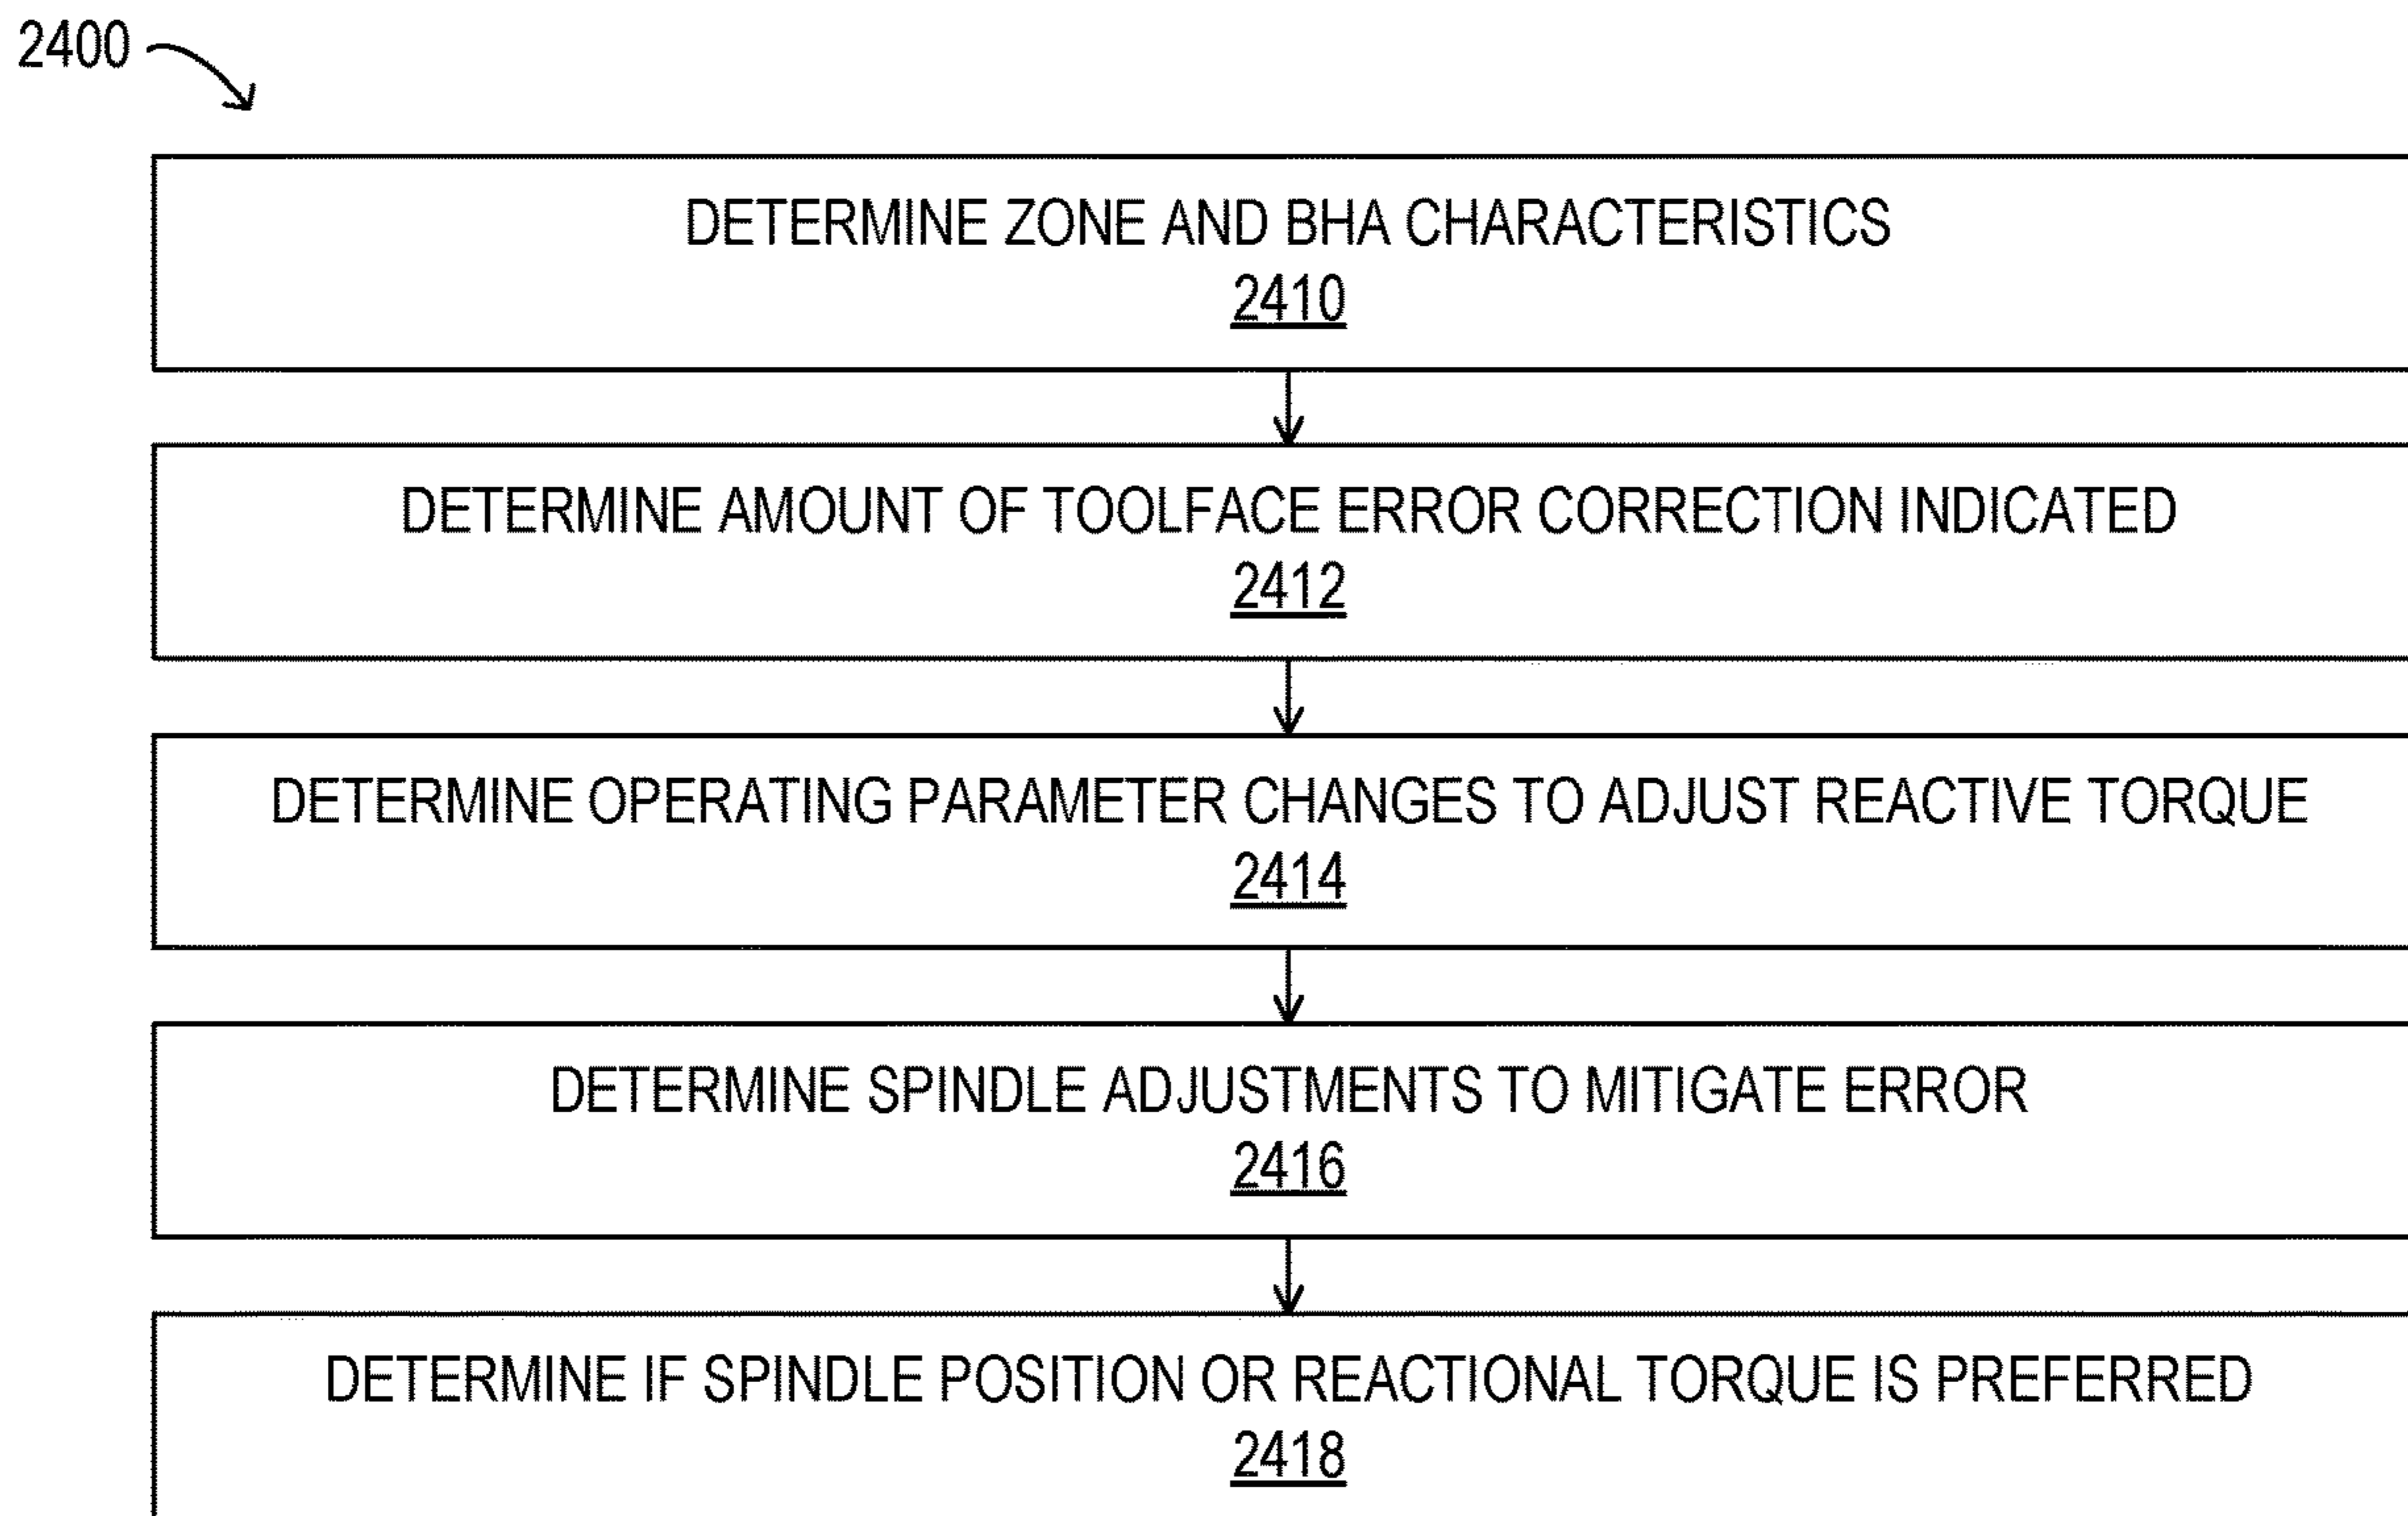 2400
DETERMINE ZONE AND BHA CHARACTERISTICS
2410
DETERMINE AMOUNT OF TOOLFACE ERROR CORRECTION INDICATED
2412
DETERMINE OPERATING PARAMETER CHANGES TO ADJUST REACTIVE TORQUE
2414
DETERMINE SPINDLE ADJUSTMENTS TO MITIGATE ERROR
2416
DETERMINE IF SPINDLE POSITION OR REACTIONAL TORQUE IS PREFERRED
2418